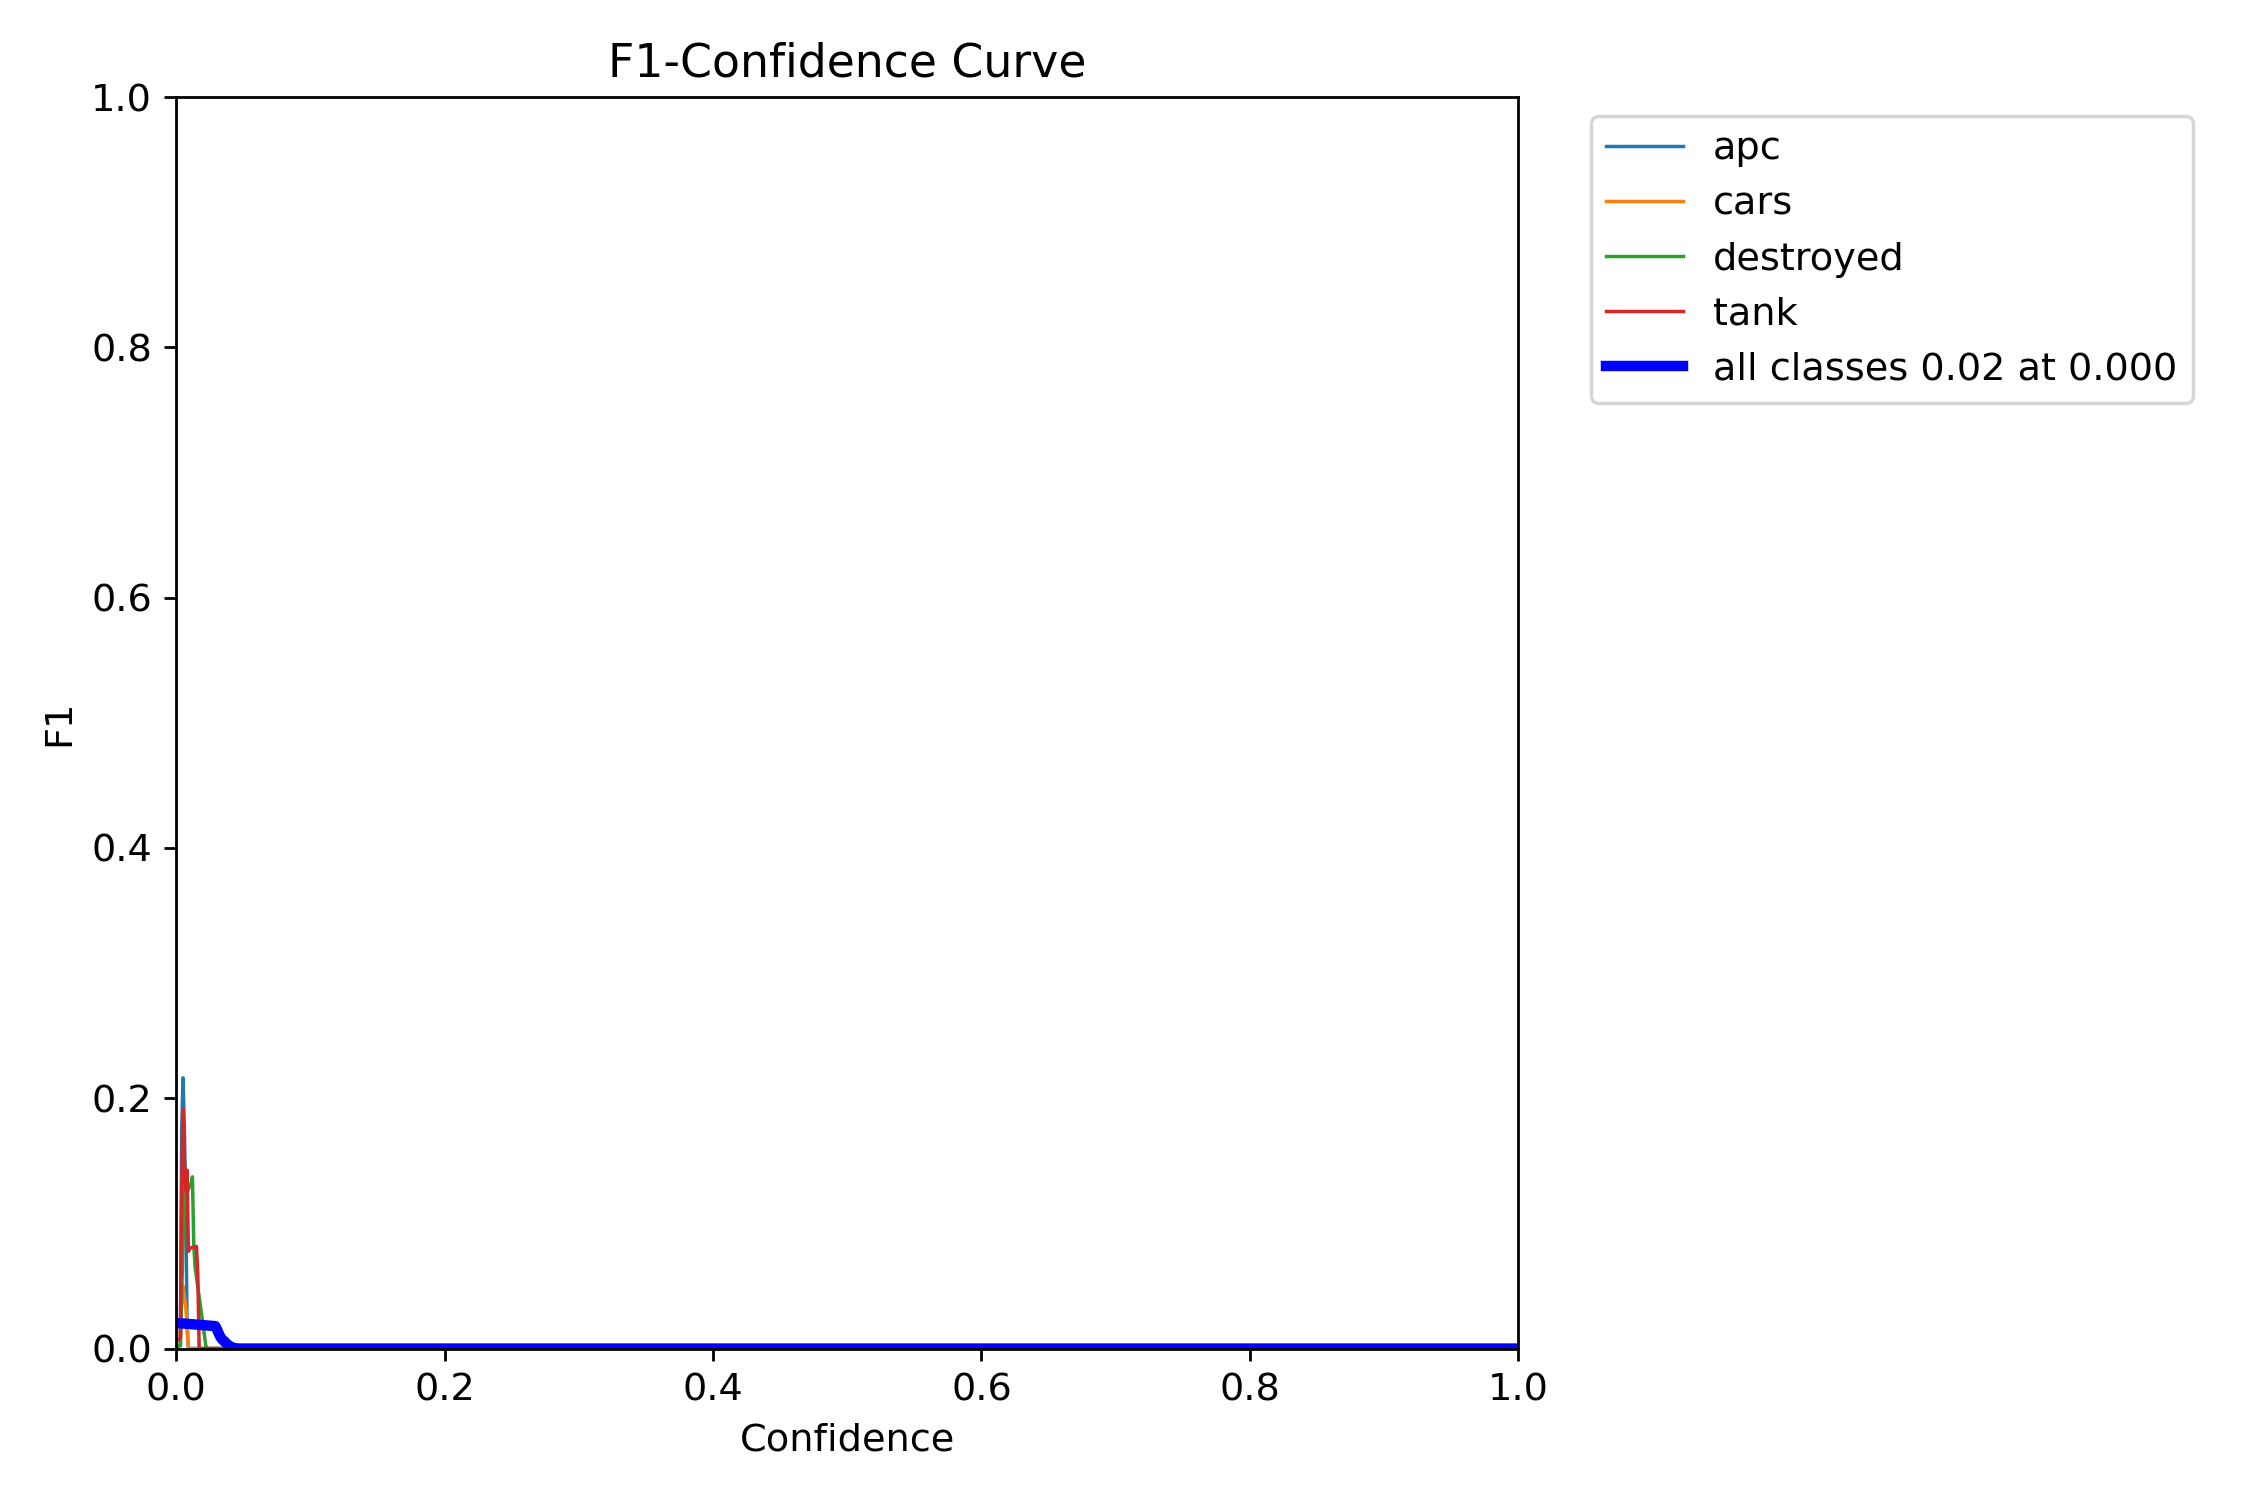 F1-Confidence Curve
1.0
0.8
0.6
0.4
0.2
0.0
F1
0.0 0.2 0.4 0.6 0.8 1.0
Confidence
apc
cars
destroyed
tank
all classes 0.02 at 0.000